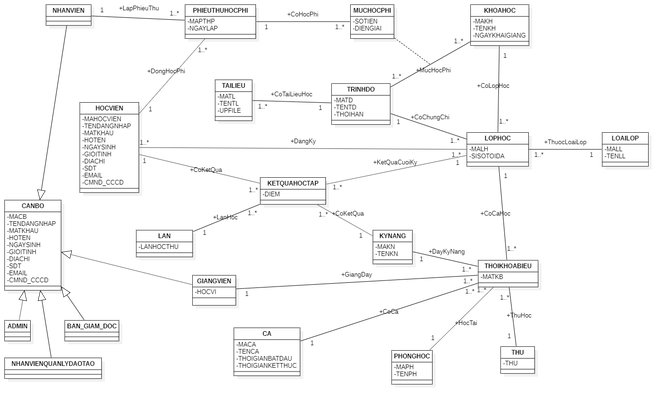 NHANVIEN
1
+LapPhieuThu
1..*
PHIEUTHUHOCPHI
-MAPTHP
-NGAYLAP
1
+CoHocPhi
1..*
MUCHOCPHI
-SOTIEN
-DIENGIAI
KHOAHOC
-MAKH
-TENKH
-NGAYKHAIGIANG
1..*
1..*
+MucHocPhi
1..*
1
+DongHocPhi
1
TAILIEU
-MATL
-TENTL
-UPFILE
1..*
+CoTaiLieuHoc
1
TRINHDO
-MATD
-TENTD
-THOIHAN
1
+CoChungChi
1..*
+CoLopHoc
1..*
HOCVIEN
-MAHOCVIEN
-TENDANGNHAP
-MATKHAU
-HOTEN
-NGAYSINH
-GIOITINH
-DIACHI
-SDT
-EMAIL
-CMND_CCCD
1..*
+DangKy
1..*
LOPHOC
-MALH
-SISOTOIDA
1..*
+ThuocLoaiLop
1
LOAILOP
-MALL
-TENLL
1
+CoKetQua
1..*
+KetQuaCuoiKy
1
1..*
KETQUAHOCTAP
-DIEM
1
+CoCaHoc
1..*
CANBO
-MACB
-TENDANGNHAP
-MATKHAU
-HOTEN
-NGAYSINH
-GIOITINH
-DIACHI
-SDT
-EMAIL
-CMND_CCCD
1..*
+LanHoc
1
LAN
-LANHOCTHU
1..*
+CoKetQua
1
KYNANG
-MAKN
-TENKN
1
+DayKyNang
1..*
THOIKHOABIEU
-MATKB
GIANGVIEN
-HOCVI
1
+GiangDay
1..*
1..*
1..*
1..*
+CoCa
1
CA
-MACA
-TENCA
-THOIGIANBATDAU
-THOIGIANKETTHUC
+HocTai
1
PHONGHOC
-MAPH
-TENPH
+ThuHoc
1
THU
-THU
ADMIN
BAN_GIAM_DOC
NHANVIENQUANLYDAOTAO